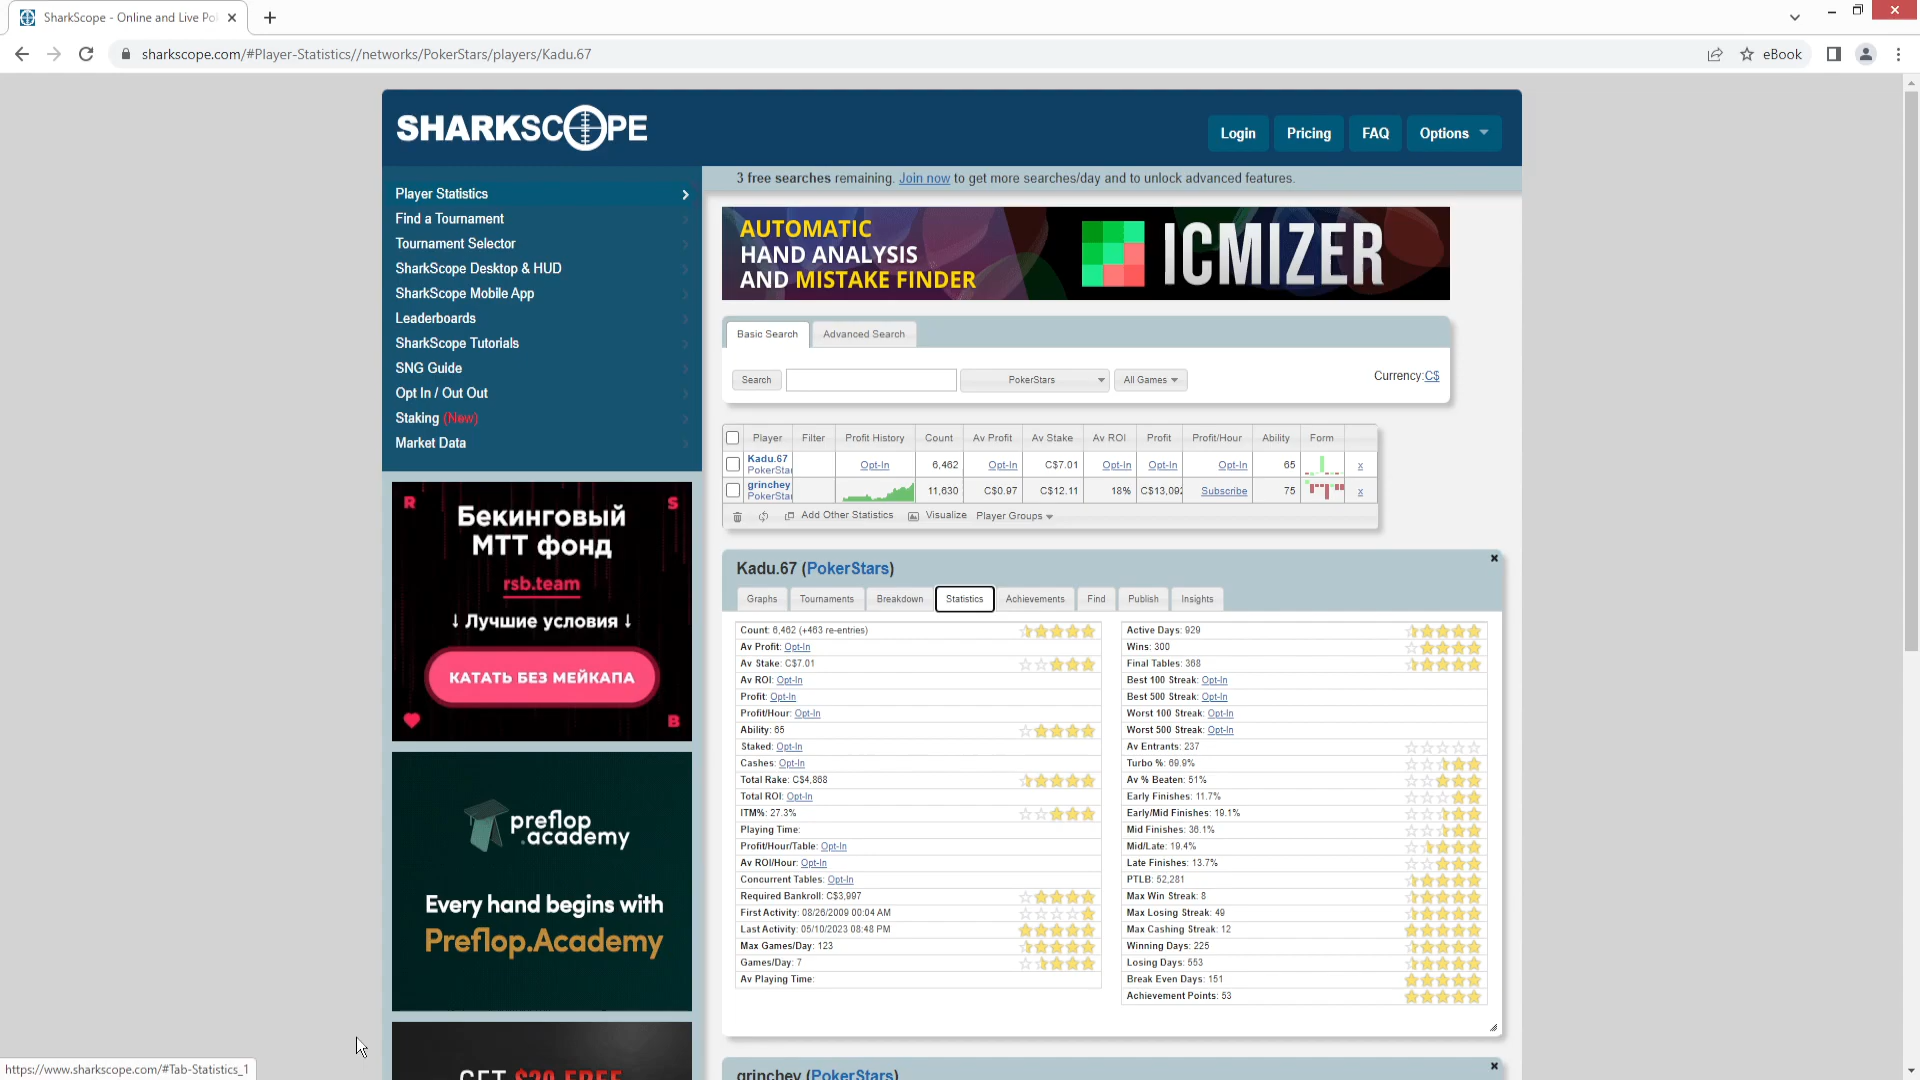 SharkScope - Online and Live Po
sharkscope.com/#Player-Statistics//networks/PokerStars/players/Kadu.67
eBook
SHARKSCOPE
Login
Pricing
FAQ
Options
Player Statistics
Find a Tournament
Tournament Selector
SharkScope Desktop & HUD
SharkScope Mobile App
Leaderboards
SharkScope Tutorials
SNG Guide
Opt In / Out Out
Staking (New)
Market Data
3 free searches remaining. Join now to get more searches/day and to unlock advanced features.
AUTOMATIC
HAND ANALYSIS
AND MISTAKE FINDER
ICMIZER
Basic Search
Advanced Search
Search
PokerStars
All Games
Currency:C$
Player Filter Profit History Count Av Profit Av Stake Av ROI Profit Profit/Hour Ability Form
Kadu.67 Opt-In 6,462 Opt-In C$7.01 Opt-In Opt-In Opt-In 65 x
PokerStar
grinchey 11,630 C$0.97 C$12.11 18% C$13,092 Subscribe 75 x
PokerStar
Add Other Statistics Visualize Player Groups
Бекинговый
МТТ фонд
rsb.team
↓ Лучшие условия ↓
КАТАТЬ БЕЗ МЕЙКАПА
R
S
B
preflop
.academy
Every hand begins with
Preflop.Academy
GET $20 FREE
Kadu.67 (PokerStars)
Graphs
Tournaments
Breakdown
Statistics
Achievements
Find
Publish
Insights
Count: 6,462 (+463 re-entries)
Av Profit: Opt-In
Av Stake: C$7.01
Av ROI: Opt-In
Profit: Opt-In
Profit/Hour: Opt-In
Ability: 65
Staked: Opt-In
Cashes: Opt-In
Total Rake: C$4,868
Total ROI: Opt-In
ITM%: 27.3%
Playing Time:
Profit/Hour/Table: Opt-In
Av ROI/Hour: Opt-In
Concurrent Tables: Opt-In
Required Bankroll: C$3,997
First Activity: 08/26/2009 00:04 AM
Last Activity: 05/10/2023 08:48 PM
Max Games/Day: 123
Games/Day: 7
Av Playing Time:
Active Days: 929
Wins: 300
Final Tables: 368
Best 100 Streak: Opt-In
Best 500 Streak: Opt-In
Worst 100 Streak: Opt-In
Worst 500 Streak: Opt-In
Av Entrants: 237
Turbo %: 69.9%
Av % Beaten: 51%
Early Finishes: 11.7%
Early/Mid Finishes: 19.1%
Mid Finishes: 36.1%
Mid/Late: 19.4%
Late Finishes: 13.7%
PTLB: 52,281
Max Win Streak: 8
Max Losing Streak: 49
Max Cashing Streak: 12
Winning Days: 225
Losing Days: 553
Break Even Days: 151
Achievement Points: 53
grinchey (PokerStars)
https://www.sharkscope.com/#Tab-Statistics_1